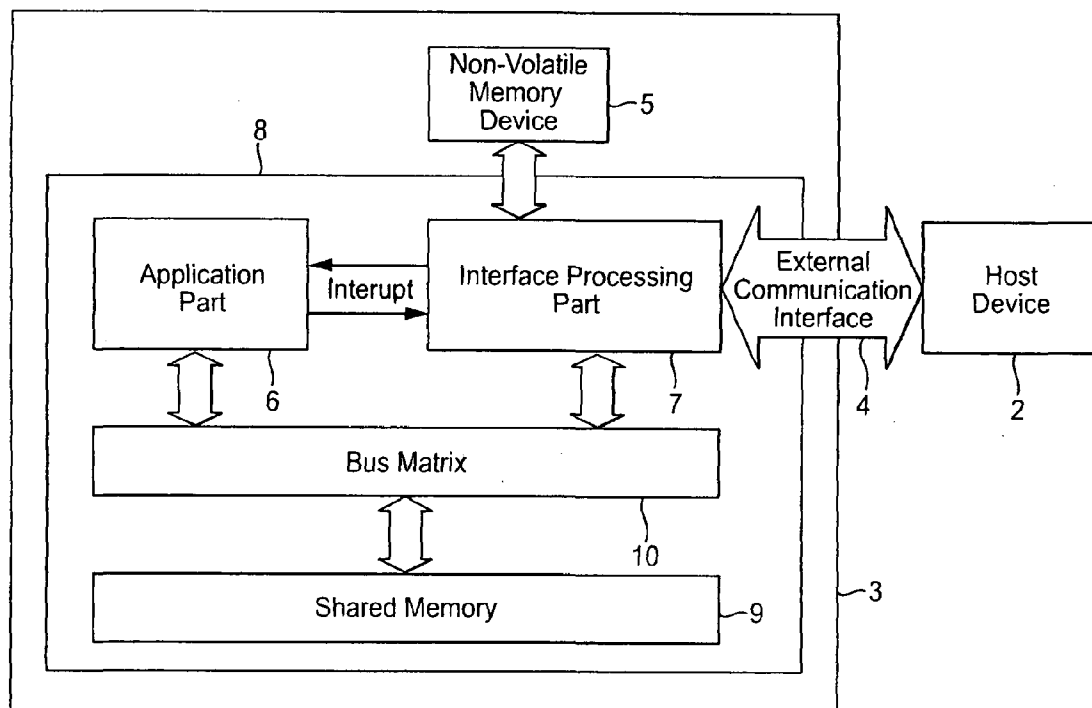 Non-Volatile
Memory
Device
5
8
Application
Part
Interupt
Interface Processing
Part
External
Communication
Interface
Host
Device
6
7
4
2
Bus Matrix
10
Shared Memory
9
3